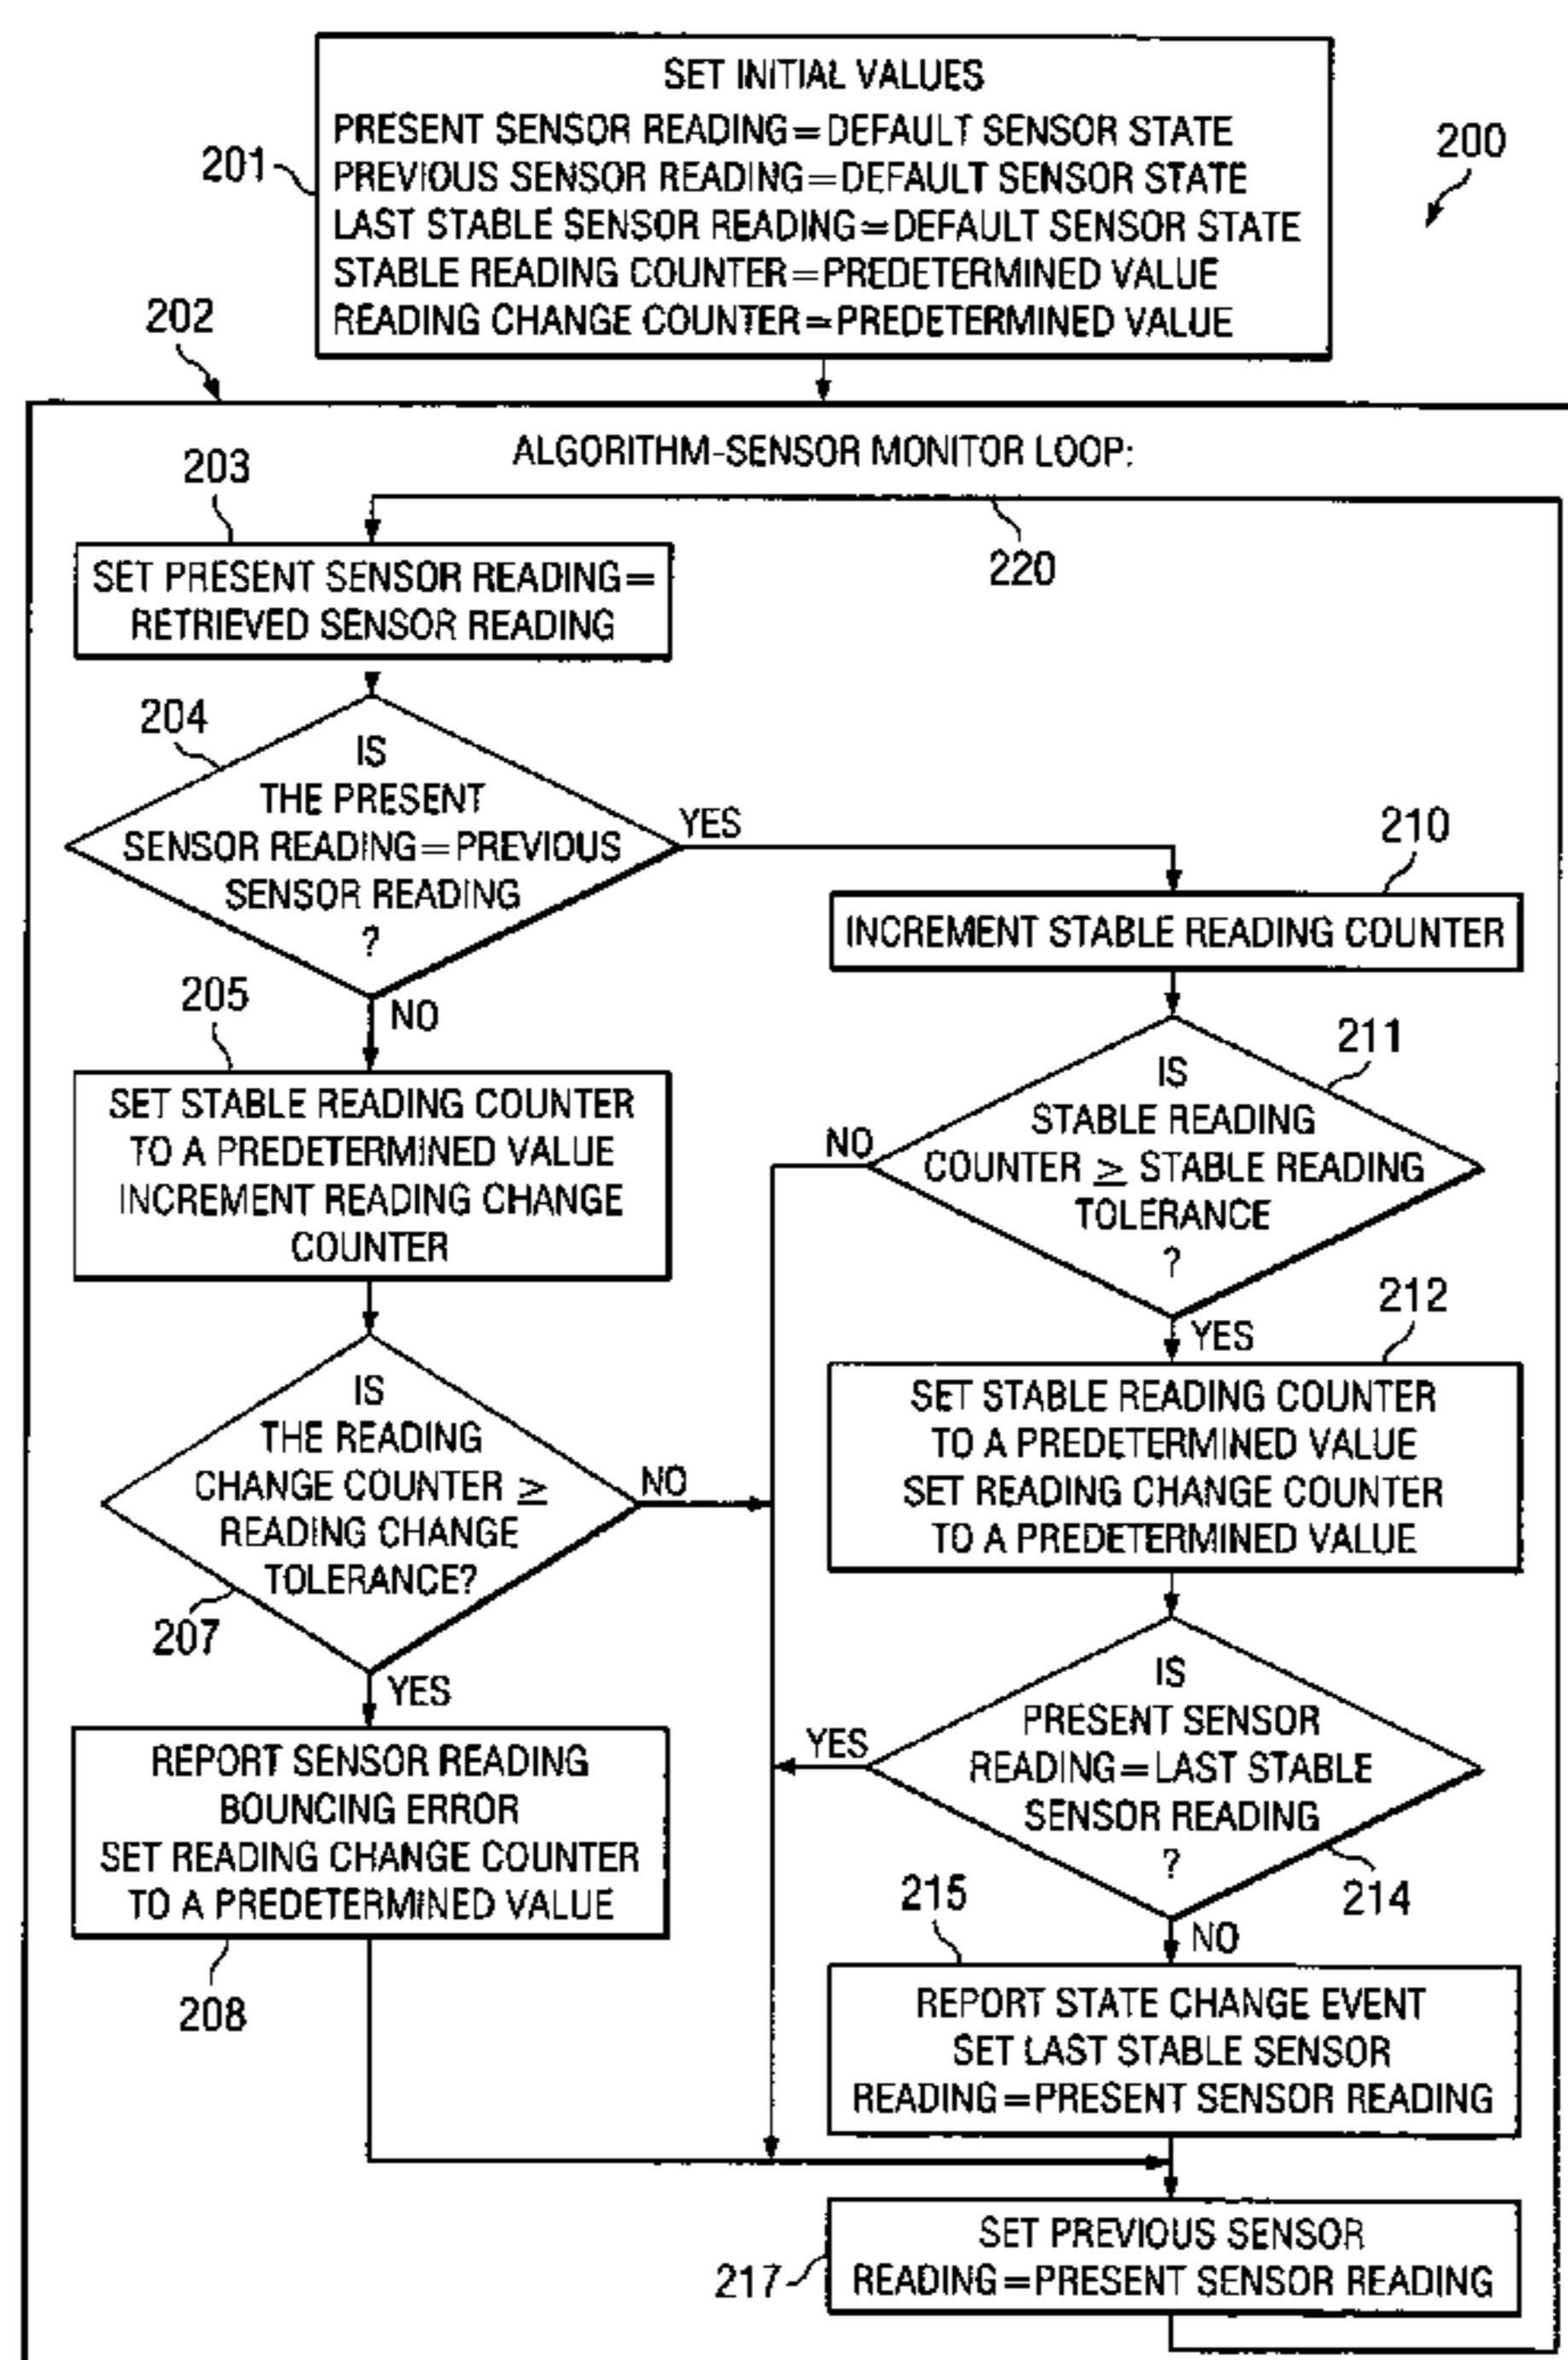 SET INITIAL VALUES
PRESENT SENSOR READING=DEFAULT SENSOR STATE
PREVIOUS SENSOR READING=DEFAULT SENSOR STATE
LAST STABLE SENSOR READING=DEFAULT SENSOR STATE
STABLE READING COUNTER=PREDETERMINED VALUE
READING CHANGE COUNTER=PREDETERMINED VALUE
201
200
202
ALGORITHM-SENSOR MONITOR LOOP:
203
220
SET PRESENT SENSOR READING=
RETRIEVED SENSOR READING
204
IS
THE PRESENT
SENSOR READING=PREVIOUS
SENSOR READING
?
YES
NO
210
INCREMENT STABLE READING COUNTER
205
SET STABLE READING COUNTER
TO A PREDETERMINED VALUE
INCREMENT READING CHANGE
COUNTER
211
IS
STABLE READING
COUNTER ≥ STABLE READING
TOLERANCE
?
NO
YES
212
SET STABLE READING COUNTER
TO A PREDETERMINED VALUE
SET READING CHANGE COUNTER
TO A PREDETERMINED VALUE
IS
THE READING
CHANGE COUNTER ≥
READING CHANGE
TOLERANCE?
NO
207
YES
REPORT SENSOR READING
BOUNCING ERROR
SET READING CHANGE COUNTER
TO A PREDETERMINED VALUE
208
IS
PRESENT SENSOR
READING=LAST STABLE
SENSOR READING
?
YES
214
NO
215
REPORT STATE CHANGE EVENT
SET LAST STABLE SENSOR
READING=PRESENT SENSOR READING
217
SET PREVIOUS SENSOR
READING=PRESENT SENSOR READING